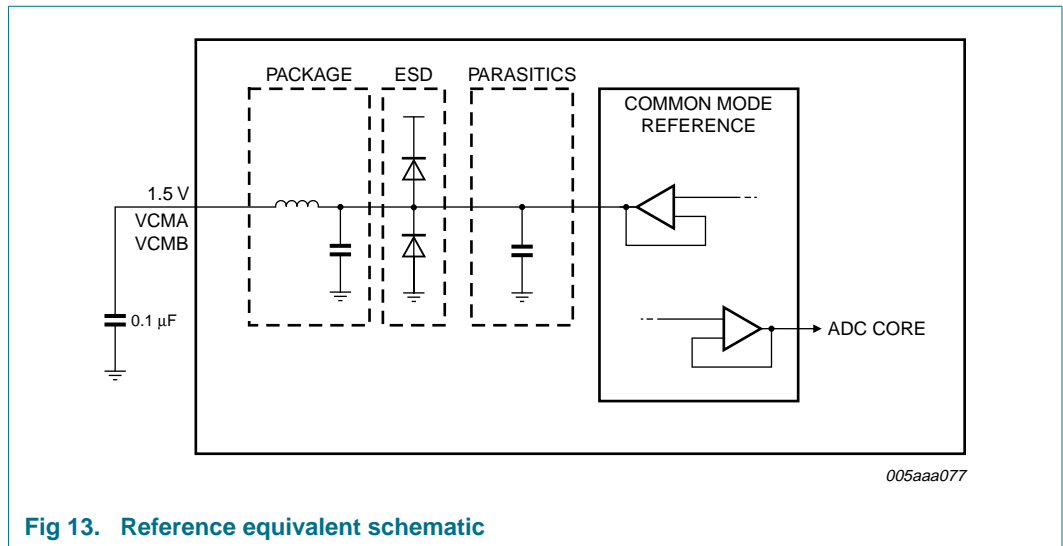 PACKAGE ESD PARASITICS
COMMON MODE
REFERENCE
1.5 V
VCMA
VCMB
0.1 μF
ADC CORE
005aaa077
Fig 13. Reference equivalent schematic